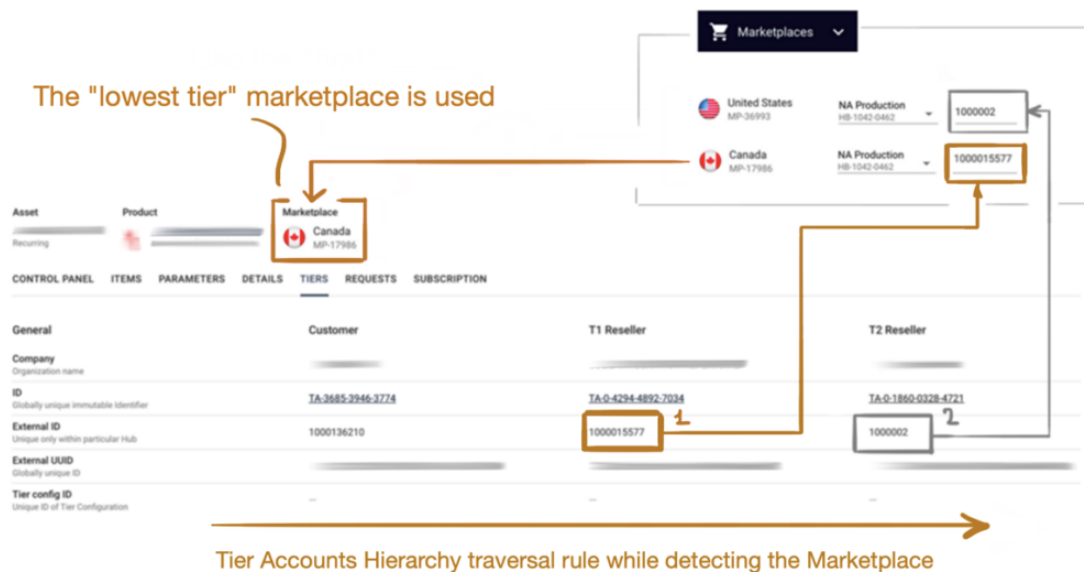 Marketplaces
The "lowest tier" marketplace is used
United States
MP-36993
NA Production
HB-1042-0462
1000002
Canada
MP-17986
NA Production
HB-1042-0462
1000015577
Asset
Product
Marketplace
Recurring
Canada
MP-17986
CONTROL PANEL ITEMS PARAMETERS DETAILS TIERS REQUESTS SUBSCRIPTION
General Customer T1 Reseller T2 Reseller
Company
Organization name
ID
Globally unique immutable Identifier
TA-3685-3946-3774 TA-0-4294-4892-7034 TA-0-1860-0328-4721
External ID
Unique only within particular Hub
1000136210 1000015577 1 1000002 2
External UUID
Globally unique ID
Tier config ID
Unique ID of Tier Configuration
-- -- --
Tier Accounts Hierarchy traversal rule while detecting the Marketplace